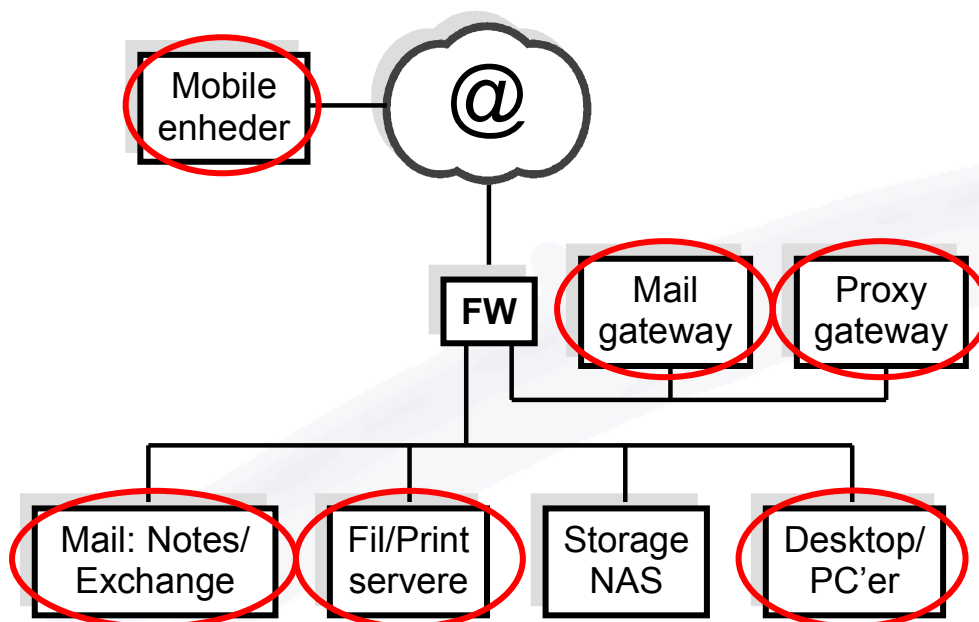 Mobile
enheder
@
FW
Mail
gateway
Proxy
gateway
Mail: Notes/
Exchange
Fil/Print
servere
Storage
NAS
Desktop/
PC’er